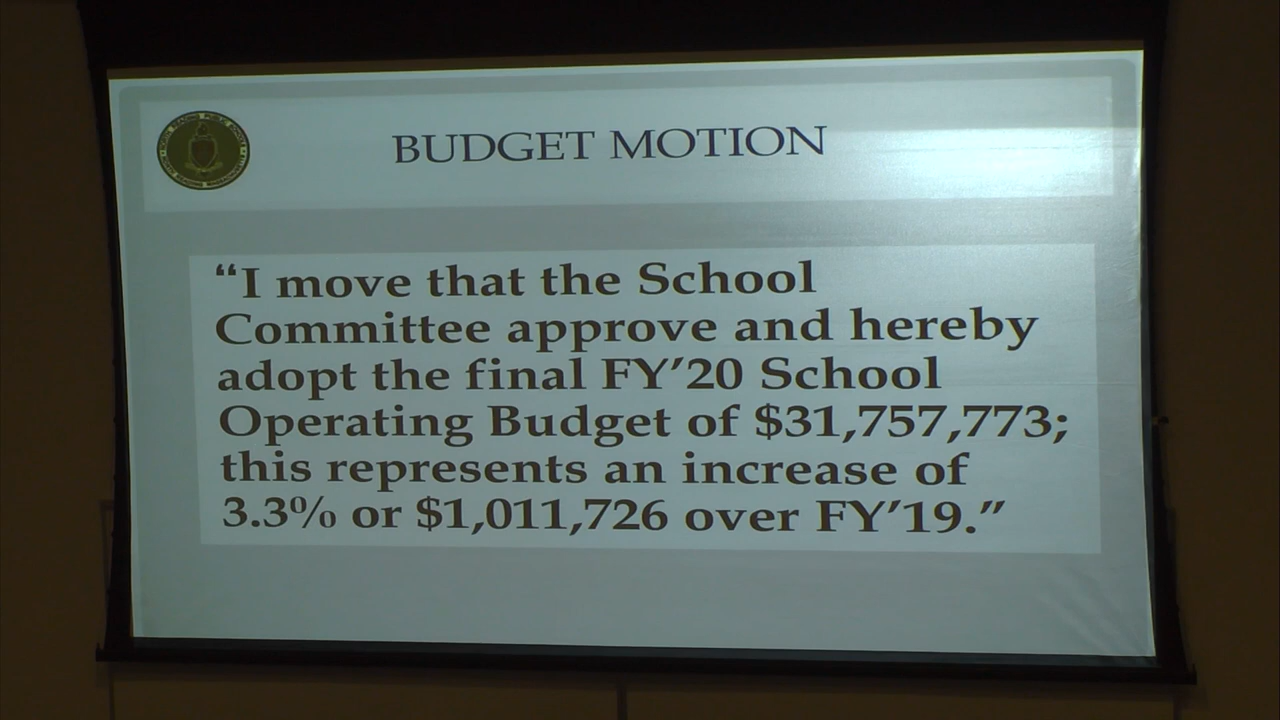 BUDGET MOTION
“I move that the School
Committee approve and hereby
adopt the final FY’20 School
Operating Budget of $31,757,773;
this represents an increase of
3.3% or $1,011,726 over FY’19.”